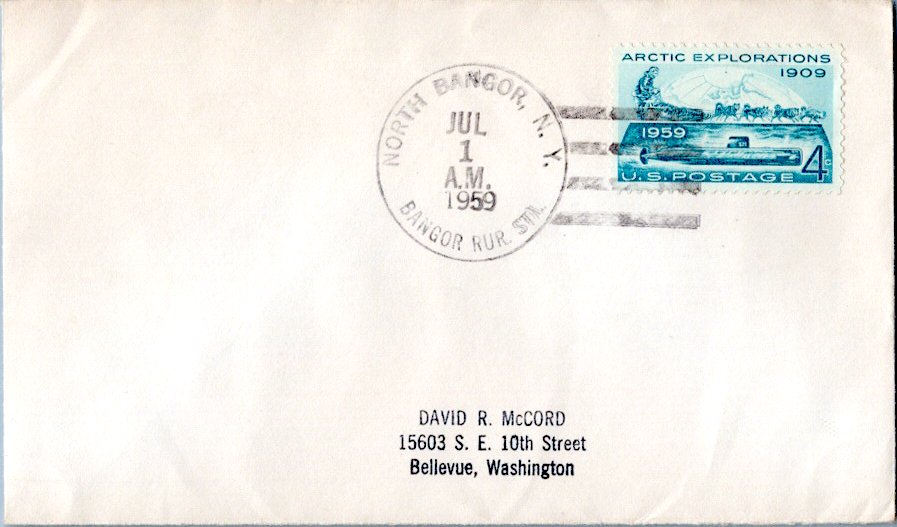 ARCTIC EXPLORATIONS
1909
1959
4c
U.S. POSTAGE
NORTH BANGOR, N.Y.
JUL
1
A.M.
1959
BANGOR RUR. STA.
DAVID R. McCORD
15603 S. E. 10th Street
Bellevue, Washington